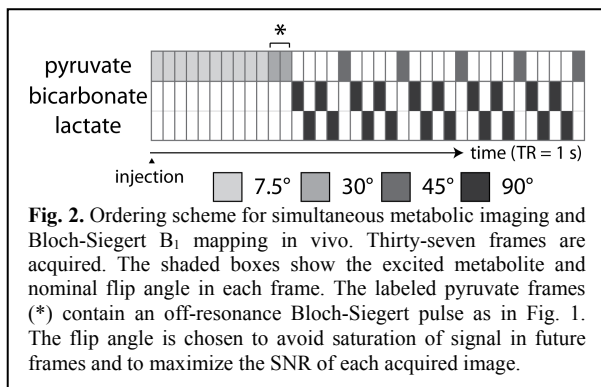 *
pyruvate
bicarbonate
lactate
time (TR = 1 s)
injection
7.5° 30° 45° 90°
Fig. 2. Ordering scheme for simultaneous metabolic imaging and
Bloch-Siegert B₁ mapping in vivo. Thirty-seven frames are
acquired. The shaded boxes show the excited metabolite and
nominal flip angle in each frame. The labeled pyruvate frames
(*) contain an off-resonance Bloch-Siegert pulse as in Fig. 1.
The flip angle is chosen to avoid saturation of signal in future
frames and to maximize the SNR of each acquired image.